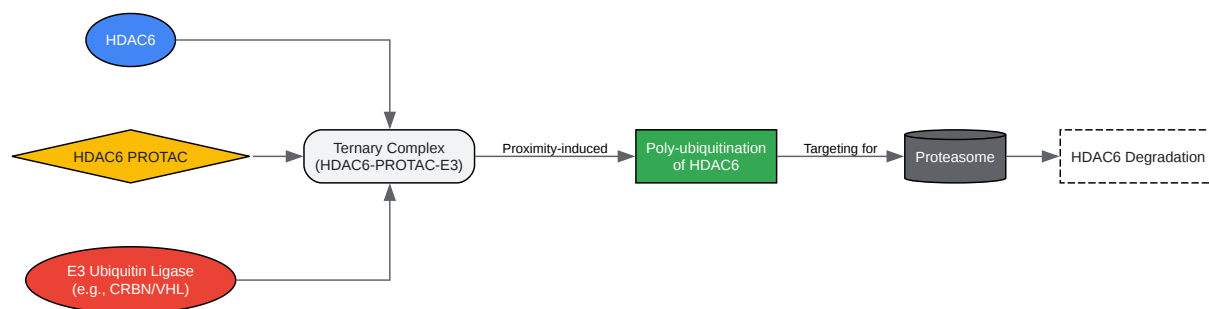 HDAC6
HDAC6 PROTAC
E3 Ubiquitin Ligase
(e.g., CRBN/VHL)
Ternary Complex
(HDAC6-PROTAC-E3)
Proximity-induced
Poly-ubiquitination
of HDAC6
Targeting for
Proteasome
HDAC6 Degradation